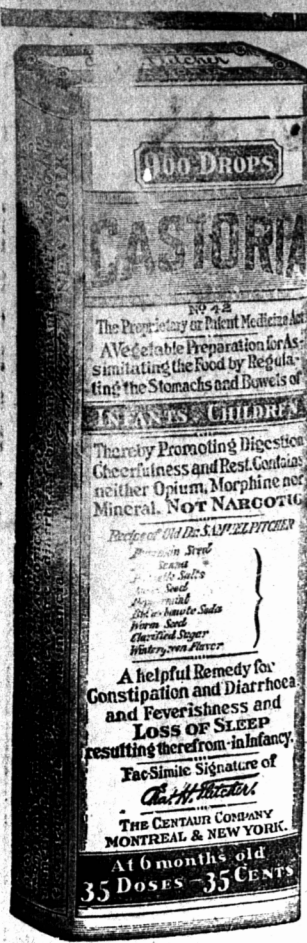 900 DROPS
CASTORIA
No 42
The Proprietary or Patent Medicine Act
A Vegetable Preparation for As-
similating the Food by Regula-
ting the Stomachs and Bowels of
INFANTS CHILDREN
Thereby Promoting Digestion
Cheerfulness and Rest. Contains
neither Opium, Morphine nor
Mineral. NOT NARCOTIC
Recipe of Old Dr. SAMUEL PITCHER
Pumpkin Seed
Senna
Rochelle Salts
Anise Seed
Peppermint
Bicarbonate Soda
Worm Seed
Clarified Sugar
Wintergreen Flavor
A helpful Remedy for
Constipation and Diarrhoea
and Feverishness and
LOSS OF SLEEP
resulting therefrom-in Infancy.
Fac-Simile Signature of
Chas. H. Fletcher.
THE CENTAUR COMPANY
MONTREAL & NEW YORK.
At 6 months old
35 DOSES - 35 CENTS